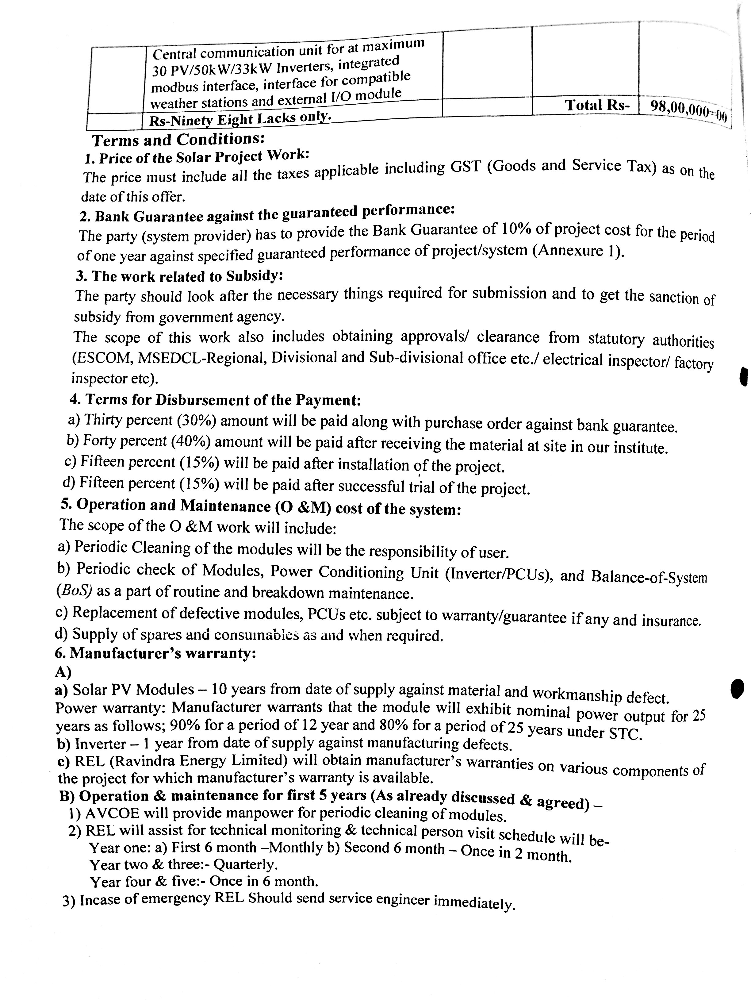 Central communication unit for at maximum
30 PV/50kW/33kW Inverters, integrated
modbus interface, interface for compatible
weather stations and external I/O module
Total Rs- 98,00,000=00
Rs-Ninety Eight Lacks only.
Terms and Conditions:
1. Price of the Solar Project Work:
The price must include all the taxes applicable including GST (Goods and Service Tax) as on the
date of this offer.
2. Bank Guarantee against the guaranteed performance:
The party (system provider) has to provide the Bank Guarantee of 10% of project cost for the period
of one year against specified guaranteed performance of project/system (Annexure 1).
3. The work related to Subsidy:
The party should look after the necessary things required for submission and to get the sanction of
subsidy from government agency.
The scope of this work also includes obtaining approvals/ clearance from statutory authorities
(ESCOM, MSEDCL-Regional, Divisional and Sub-divisional office etc./ electrical inspector/ factory
inspector etc).
4. Terms for Disbursement of the Payment:
a) Thirty percent (30%) amount will be paid along with purchase order against bank guarantee.
b) Forty percent (40%) amount will be paid after receiving the material at site in our institute.
c) Fifteen percent (15%) will be paid after installation of the project.
d) Fifteen percent (15%) will be paid after successful trial of the project.
5. Operation and Maintenance (O &M) cost of the system:
The scope of the O &M work will include:
a) Periodic Cleaning of the modules will be the responsibility of user.
b) Periodic check of Modules, Power Conditioning Unit (Inverter/PCUs), and Balance-of-System
(BoS) as a part of routine and breakdown maintenance.
c) Replacement of defective modules, PCUs etc. subject to warranty/guarantee if any and insurance.
d) Supply of spares and consumables as and when required.
6. Manufacturer's warranty:
A)
a) Solar PV Modules – 10 years from date of supply against material and workmanship defect.
Power warranty: Manufacturer warrants that the module will exhibit nominal power output for 25
years as follows; 90% for a period of 12 year and 80% for a period of 25 years under STC.
b) Inverter – 1 year from date of supply against manufacturing defects.
c) REL (Ravindra Energy Limited) will obtain manufacturer's warranties on various components of
the project for which manufacturer's warranty is available.
B) Operation & maintenance for first 5 years (As already discussed & agreed) –
1) AVCOE will provide manpower for periodic cleaning of modules.
2) REL will assist for technical monitoring & technical person visit schedule will be-
Year one: a) First 6 month –Monthly b) Second 6 month – Once in 2 month.
Year two & three:- Quarterly.
Year four & five:- Once in 6 month.
3) Incase of emergency REL Should send service engineer immediately.